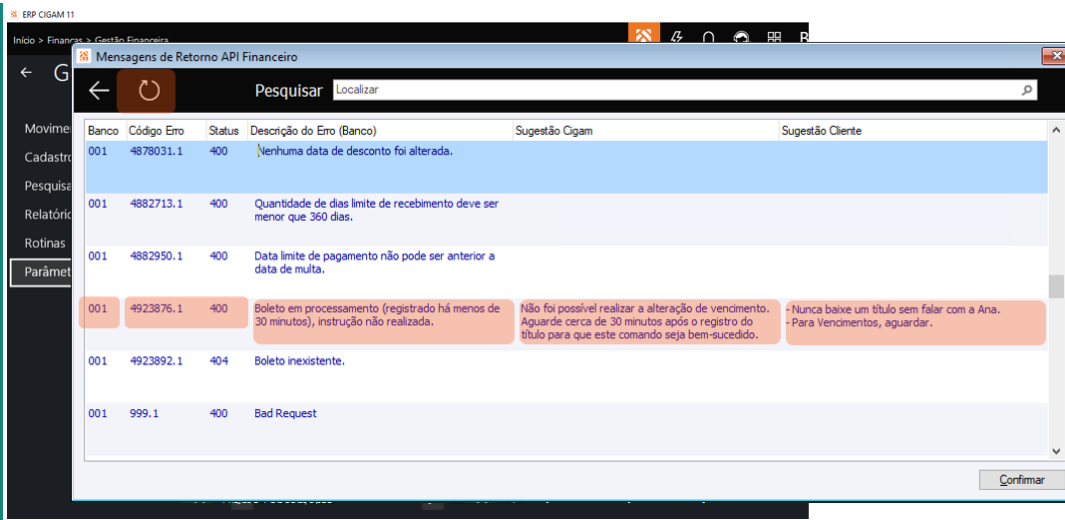 ERP CIGAM 11
Início > Finanças > Gestão Financeira
Mensagens de Retorno API Financeiro
G
Pesquisar Localizar
Banco Código Erro Status Descrição do Erro (Banco) Sugestão Cigam Sugestão Cliente
001 4878031.1 400 Nenhuma data de desconto foi alterada.
001 4882713.1 400 Quantidade de dias limite de recebimento deve ser
menor que 360 dias.
001 4882950.1 400 Data limite de pagamento não pode ser anterior a
data de multa.
001 4923876.1 400 Boleto em processamento (registrado há menos de
30 minutos), instrução não realizada.
Não foi possível realizar a alteração de vencimento.
Aguarde cerca de 30 minutos após o registro do
título para que este comando seja bem-sucedido.
- Nunca baixe um título sem falar com a Ana.
- Para Vencimentos, aguardar.
001 4923892.1 404 Boleto inexistente.
001 999.1 400 Bad Request
Movime
Cadastro
Pesquisa
Relatório
Rotinas
Parâmet
Confirmar